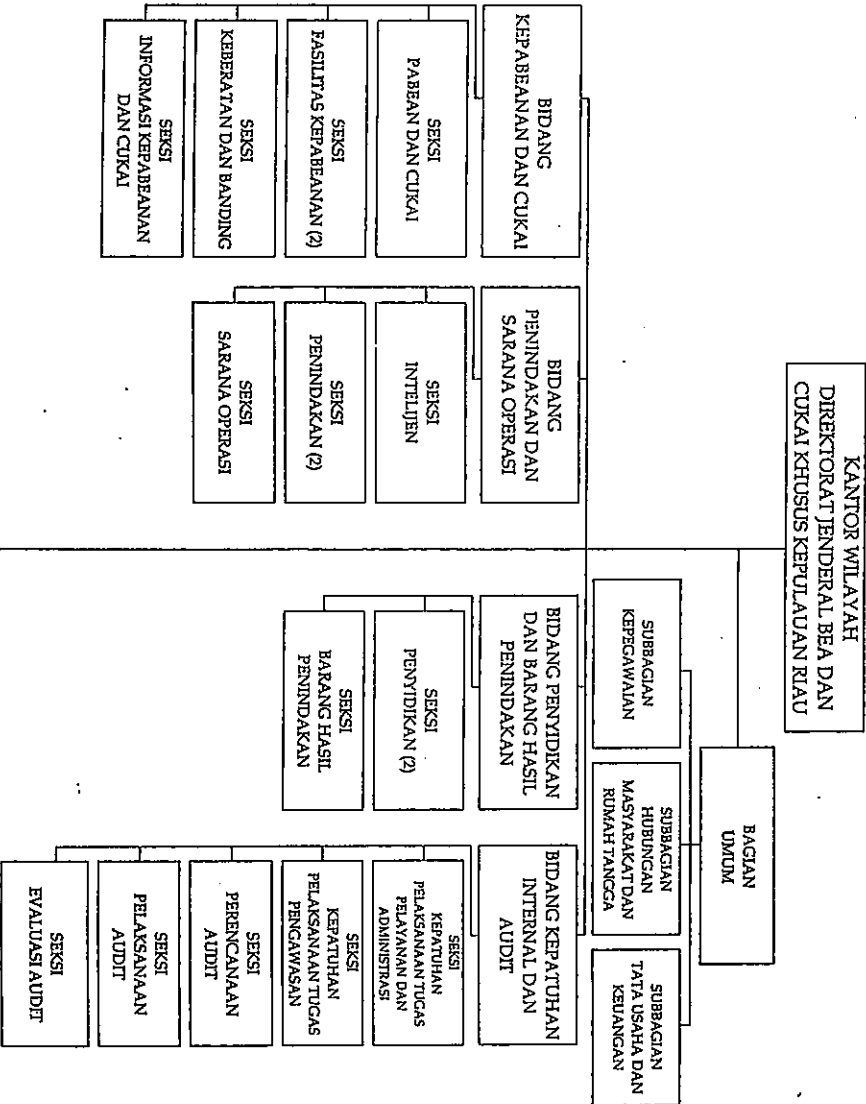 KANTOR WILAYAH
DIREKTORAT JENDERAL BEA DAN
CUKAI KHUSUS KEPULAUAN RIAU
BAGIAN
UMUM
SUBBAGIAN
KEPEGAWAIAN
SUBBAGIAN
HUBUNGAN
MASYARAKAT DAN
RUMAH TANGGA
SUBBAGIAN
TATA USAHA DAN
KEUANGAN
BIDANG
KEPABEANAN DAN CUKAI
SEKSI
PABEAN DAN CUKAI
SEKSI
FASILITAS KEPABEANAN (2)
SEKSI
KEBERATAN DAN BANDING
SEKSI
INFORMASI KEPABEANAN
DAN CUKAI
BIDANG
PENINDAKAN DAN
SARANA OPERASI
SEKSI
INTELIJEN
SEKSI
PENINDAKAN (2)
SEKSI
SARANA OPERASI
BIDANG PENYIDIKAN
DAN BARANG HASIL
PENINDAKAN
SEKSI
PENYIDIKAN (2)
SEKSI
BARANG HASIL
PENINDAKAN
BIDANG KEPATUHAN
INTERNAL DAN
AUDIT
SEKSI
KEPATUHAN
PELAKSANAAN TUGAS
PELAYANAN DAN
ADMINISTRASI
SEKSI
KEPATUHAN
PELAKSANAAN TUGAS
PENGAWASAN
SEKSI
PERENCANAAN
AUDIT
SEKSI
PELAKSANAAN
AUDIT
SEKSI
EVALUASI AUDIT